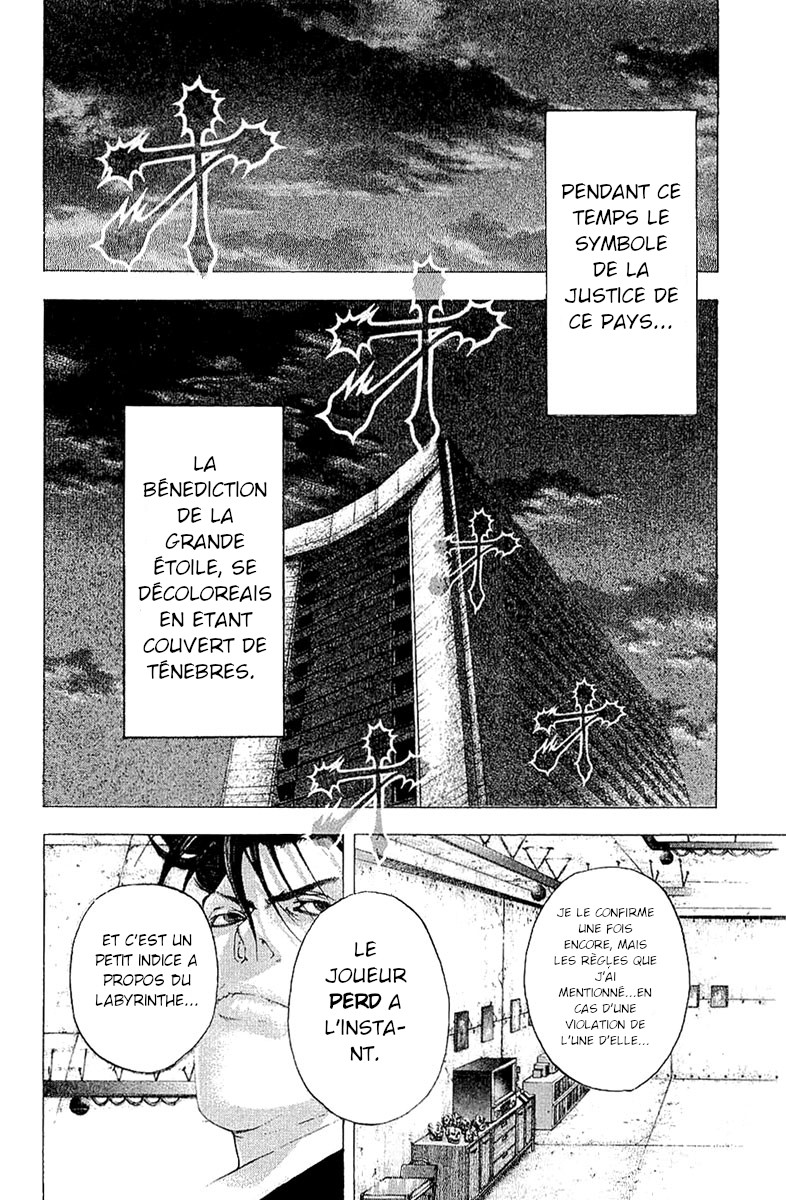 PENDANT CE
TEMPS LE
SYMBOLE
DE LA
JUSTICE DE
CE PAYS...
LA
BÉNEDICTION
DE LA
GRANDE
ÉTOILE, SE
DÉCOLOREAIS
EN ETANT
COUVERT DE
TÉNEBRES.
JE LE CONFIRME
UNE FOIS
ENCORE, MAIS
LES RÈGLES QUE
J'AI
MENTIONNÉ...EN
CAS D'UNE
VIOLATION DE
L'UNE D'ELLE...
LE
JOUEUR
PERD A
L'INSTA-
NT.
ET C'EST UN
PETIT INDICE A
PROPOS DU
LABYRINTHE...